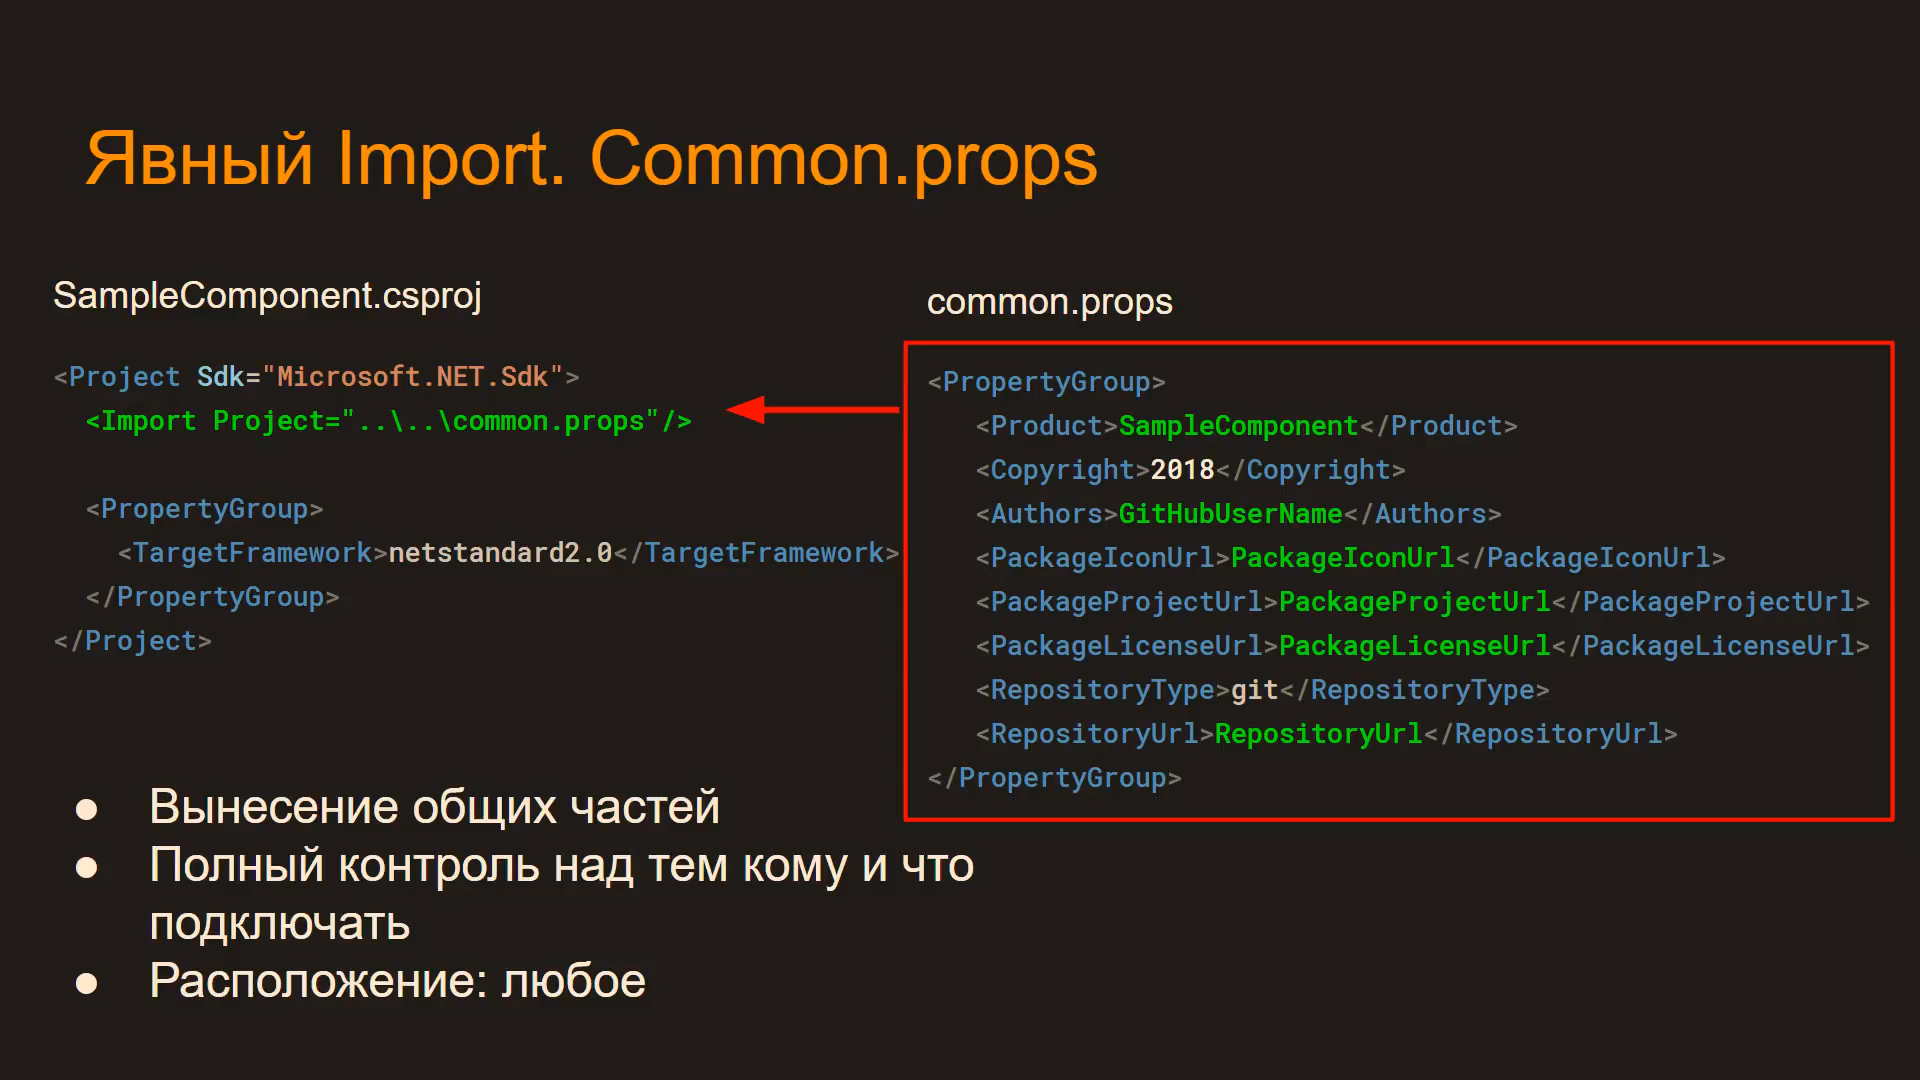 Явный Import. Common.props
SampleComponent.csproj
<Project Sdk="Microsoft.NET.Sdk">
<Import Project="..\..\common.props"/>
<PropertyGroup>
<TargetFramework>netstandard2.0</TargetFramework>
</PropertyGroup>
</Project>
common.props
<PropertyGroup>
<Product>SampleComponent</Product>
<Copyright>2018</Copyright>
<Authors>GitHubUserName</Authors>
<PackageIconUrl>PackageIconUrl</PackageIconUrl>
<PackageProjectUrl>PackageProjectUrl</PackageProjectUrl>
<PackageLicenseUrl>PackageLicenseUrl</PackageLicenseUrl>
<RepositoryType>git</RepositoryType>
<RepositoryUrl>RepositoryUrl</RepositoryUrl>
</PropertyGroup>
● Вынесение общих частей
● Полный контроль над тем кому и что
подключать
● Расположение: любое